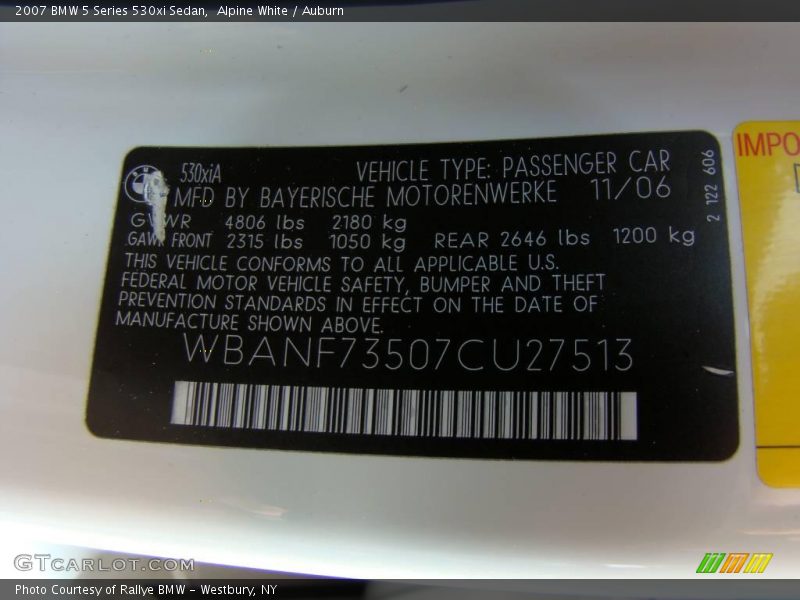 2007 BMW 5 Series 530xi Sedan,  Alpine White / Auburn
530xiA
VEHICLE TYPE: PASSENGER CAR
MFD BY BAYERISCHE MOTORENWERKE 11/06
GVWR 4806 lbs 2180 kg
GAWR FRONT 2315 lbs 1050 kg REAR 2646 lbs 1200 kg
THIS VEHICLE CONFORMS TO ALL APPLICABLE U.S.
FEDERAL MOTOR VEHICLE SAFETY, BUMPER AND THEFT
PREVENTION STANDARDS IN EFFECT ON THE DATE OF
MANUFACTURE SHOWN ABOVE.
WBANF73507CU27513
2 122 606
IMPO
GTCARLOT.COM
Photo Courtesy of Rallye BMW - Westbury, NY